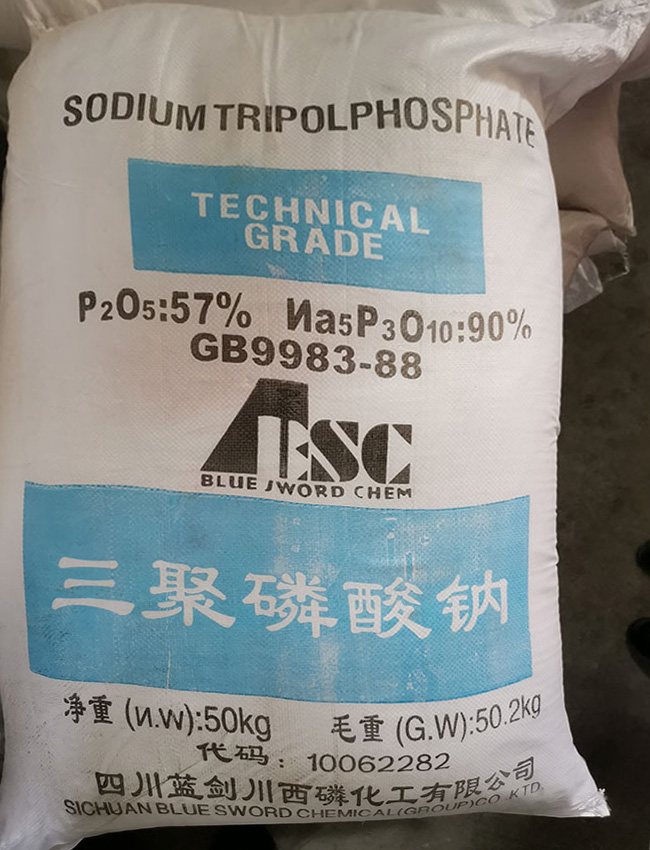 SODIUM TRIPOLPHOSPHATE
TECHNICAL
GRADE
P2O5:57% Иa5P3O10:90%
GB9983-88
BSC
BLUE SWORD CHEM
三聚磷酸钠
净重 (и.w):50kg 毛重 (G.W):50.2kg
代码：10062282
四川蓝剑川西磷化工有限公司
SICHUAN BLUE SWORD CHEMICAL(GROUP)CO.KTD.